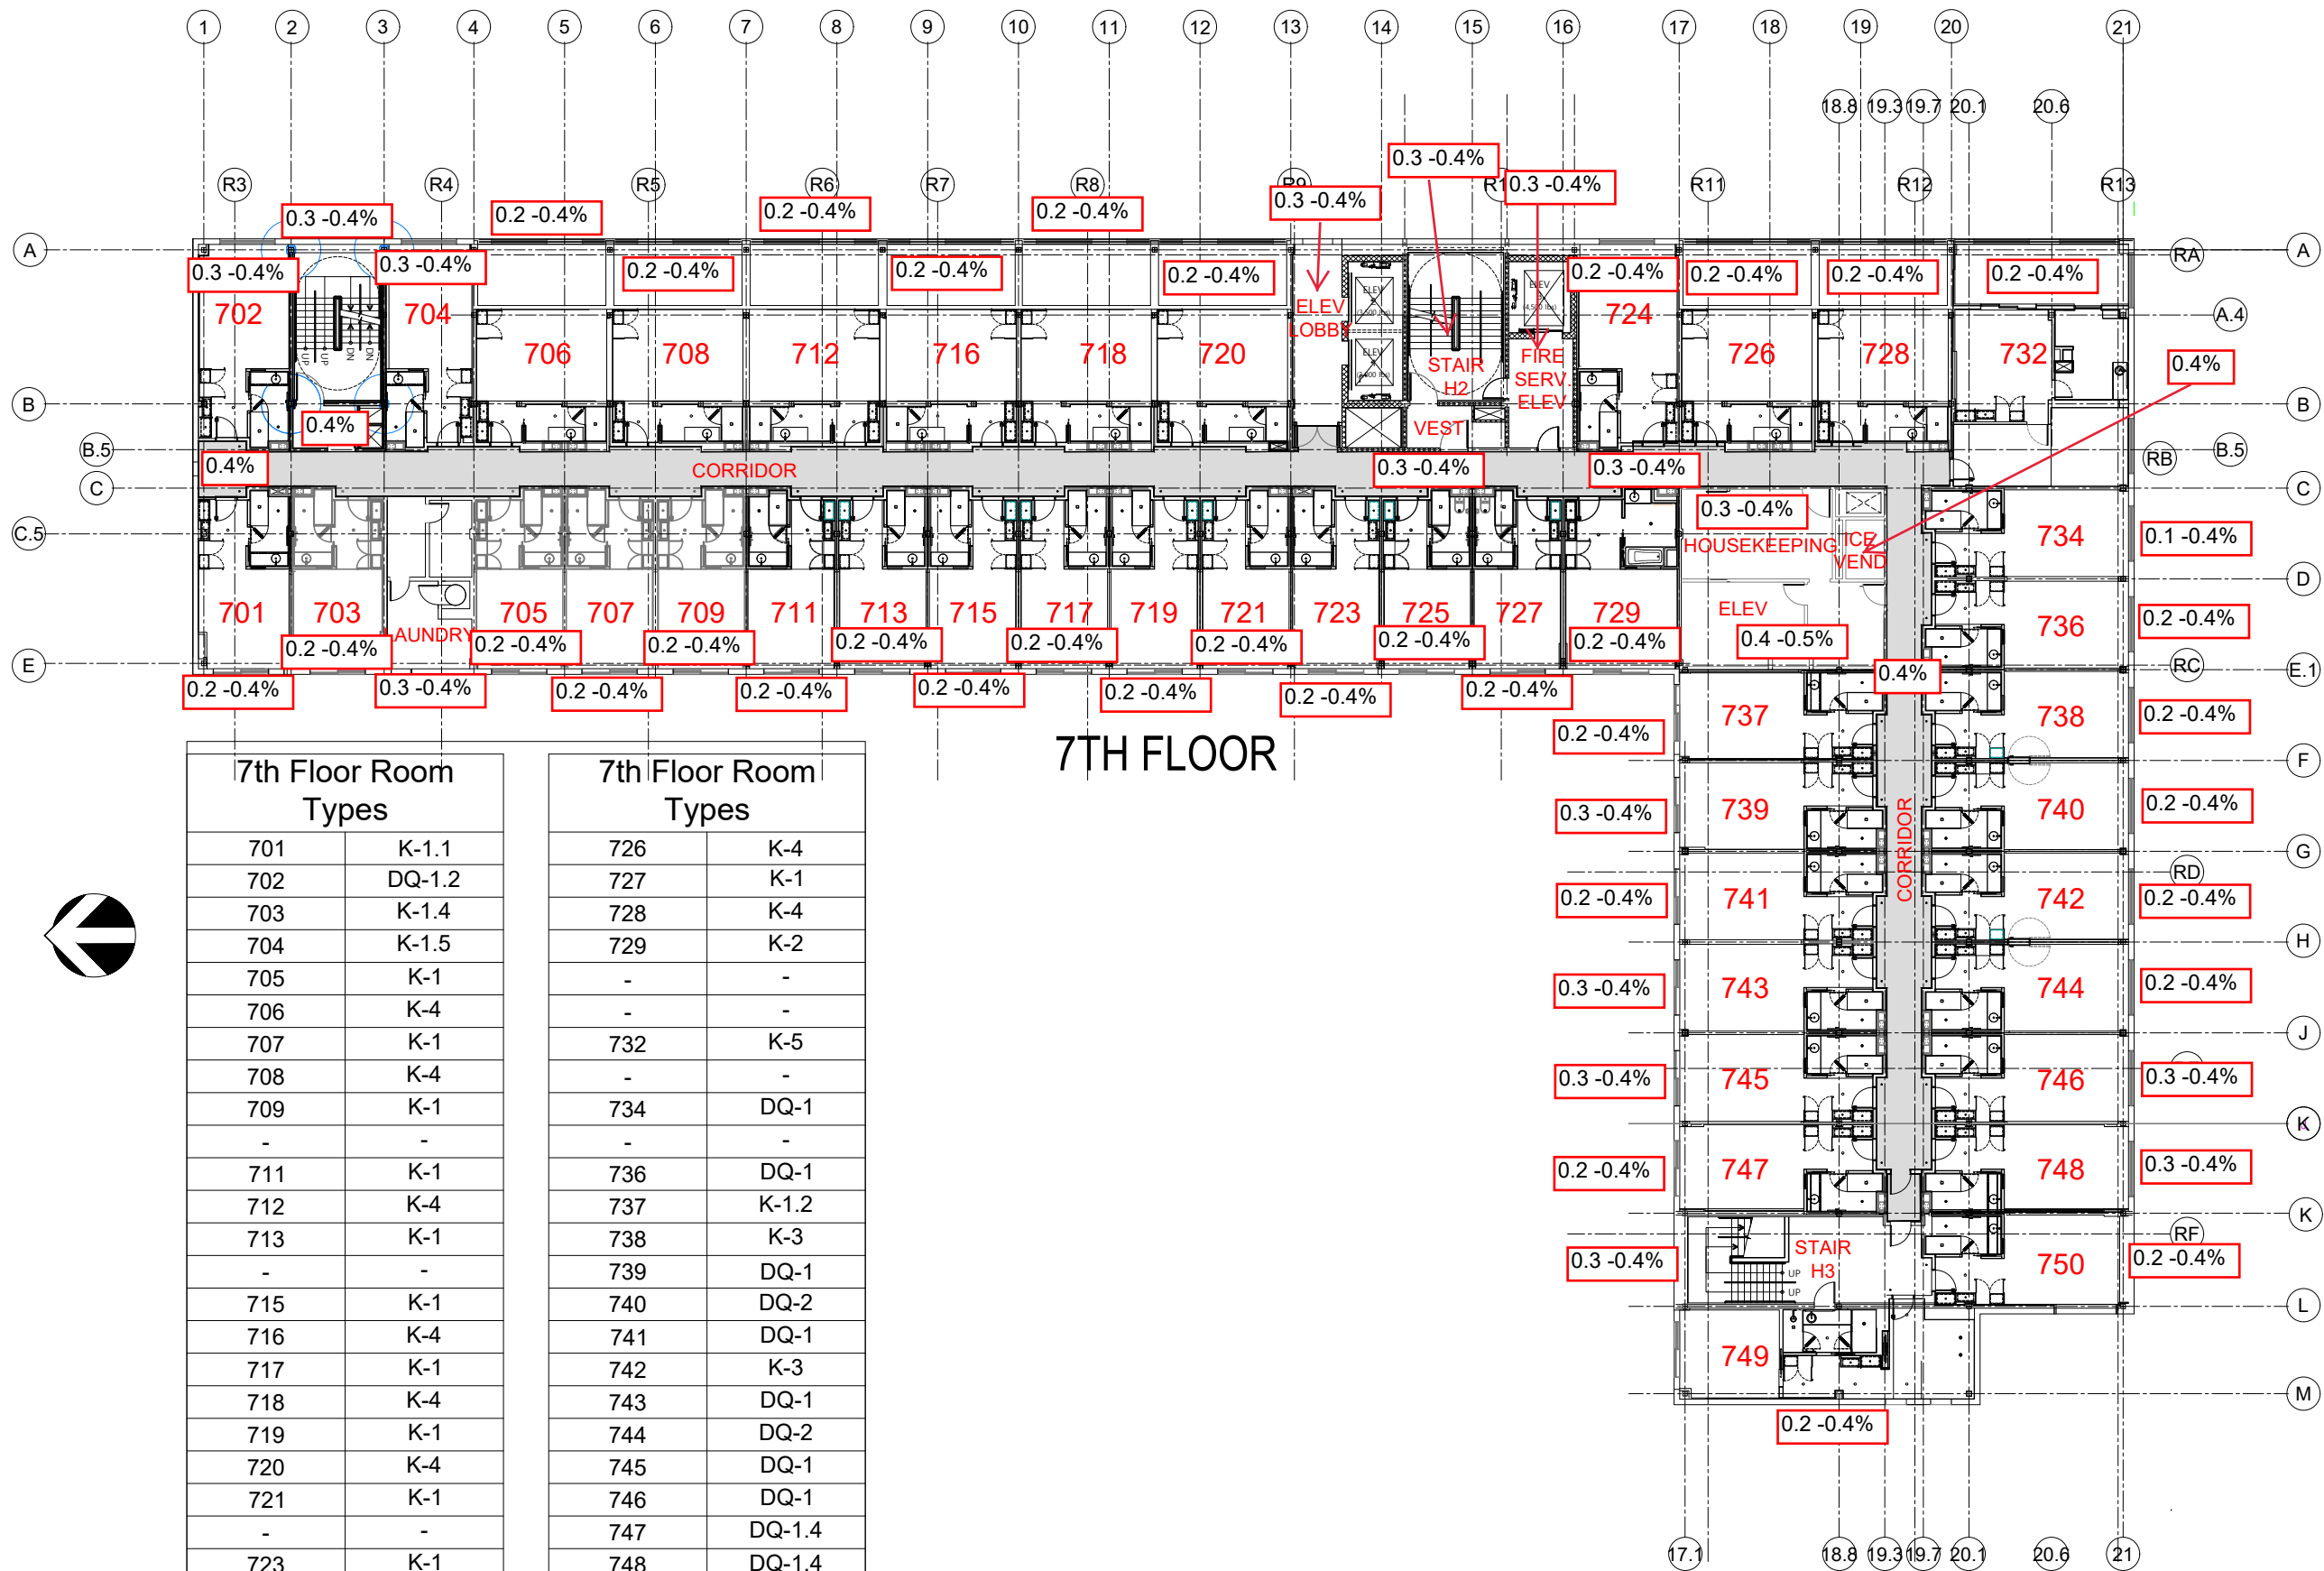 1 2 3 4 5 6 7 8 9 10 11 12 13 14 15 16 17 18 19 20 21
18.8 19.3 19.7 20.1 20.6
0.3 -0.4% 0.3 -0.4%
R3 R4 R5 R6 R7 R8 R9 R11 R12 R13
0.3 -0.4% 0.2 -0.4% 0.2 -0.4% 0.2 -0.4% 0.3 -0.4%
A A
RA
0.3 -0.4% 0.3 -0.4% 0.2 -0.4% 0.2 -0.4% 0.2 -0.4% 0.2 -0.4% 0.2 -0.4% 0.2 -0.4% 0.2 -0.4%
702 704 724
ELEV
LOBBY
ELEV
ELEV
ELEV
A.4
706 708 712 716 718 720 726 728 732
UP UP DN DN
STAIR
H2
FIRE
SERV.
ELEV
0.4%
B B
0.4%
VEST
B.5 B.5
RB
0.4%
CORRIDOR
0.3 -0.4% 0.3 -0.4%
C C
0.3 -0.4%
C.5
HOUSEKEEPING ICE
VEND
734 0.1 -0.4%
D
701 703 705 707 709 711 713 715 717 719 721 723 725 727 729
ELEV
736 0.2 -0.4%
AUNDRY
0.2 -0.4% 0.2 -0.4% 0.2 -0.4% 0.2 -0.4% 0.2 -0.4% 0.2 -0.4% 0.2 -0.4% 0.2 -0.4% 0.4 -0.5%
E RC E.1
0.4%
0.2 -0.4% 0.3 -0.4% 0.2 -0.4% 0.2 -0.4% 0.2 -0.4% 0.2 -0.4% 0.2 -0.4% 0.2 -0.4%
0.2 -0.4% 737 738 0.2 -0.4%
7TH FLOOR
F
0.3 -0.4% 739 740 0.2 -0.4%
CORRIDOR
G
RD
0.2 -0.4% 741 742 0.2 -0.4%
H
0.3 -0.4% 743 744 0.2 -0.4%
J
0.3 -0.4% 745 746 0.3 -0.4%
K
0.2 -0.4% 747 748 0.3 -0.4%
K
RF
STAIR
H3
UP
UP
0.3 -0.4% 750 0.2 -0.4%
L
749
M
0.2 -0.4%
17.1 18.8 19.3 19.7 20.1 20.6 21
7th Floor Room
Types
701 K-1.1
702 DQ-1.2
703 K-1.4
704 K-1.5
705 K-1
706 K-4
707 K-1
708 K-4
709 K-1
- -
711 K-1
712 K-4
713 K-1
- -
715 K-1
716 K-4
717 K-1
718 K-4
719 K-1
720 K-4
721 K-1
- -
723 K-1
7th Floor Room
Types
726 K-4
727 K-1
728 K-4
729 K-2
- -
- -
732 K-5
- -
734 DQ-1
- -
736 DQ-1
737 K-1.2
738 K-3
739 DQ-1
740 DQ-2
741 DQ-1
742 K-3
743 DQ-1
744 DQ-2
745 DQ-1
746 DQ-1
747 DQ-1.4
748 DQ-1.4